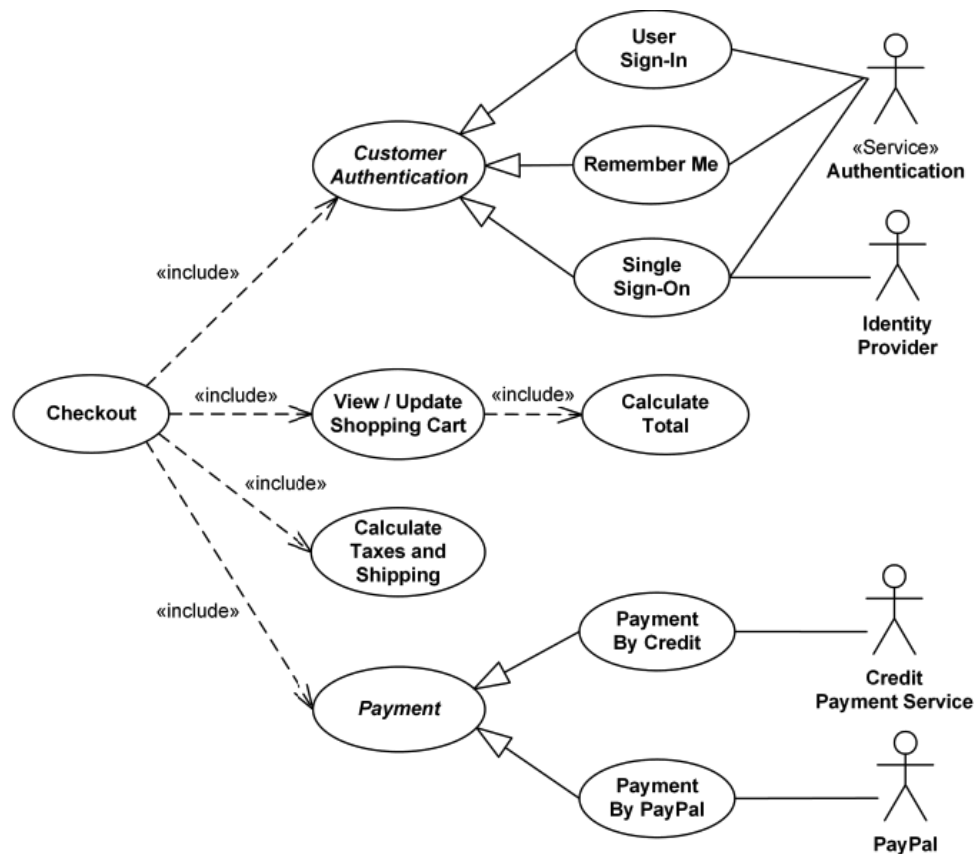 User
Sign-In
Customer
Authentication
Remember Me
«Service»
Authentication
Single
Sign-On
Identity
Provider
«include»
Checkout
«include»
View / Update
Shopping Cart
«include»
Calculate
Total
«include»
Calculate
Taxes and
Shipping
«include»
Payment
By Credit
Credit
Payment Service
Payment
Payment
By PayPal
PayPal